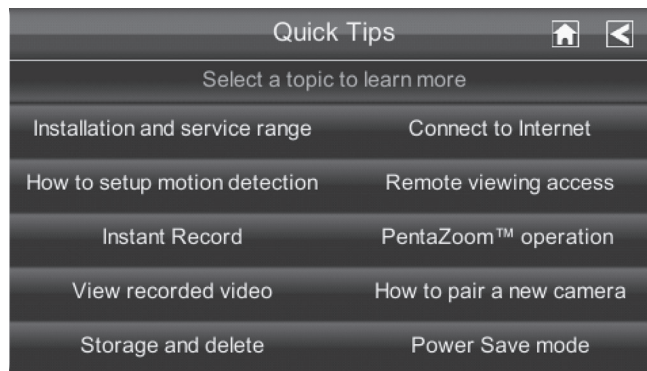 Quick Tips
Select a topic to learn more
Installation and service range
Connect to Internet
How to setup motion detection
Remote viewing access
Instant Record
PentaZoom™ operation
View recorded video
How to pair a new camera
Storage and delete
Power Save mode